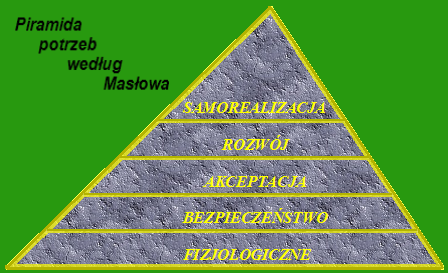 Piramida
potrzeb
według
Masłowa
SAMOREALIZACJA
ROZWÓJ
AKCEPTACJA
BEZPIECZEŃSTWO
FIZJOLOGICZNE